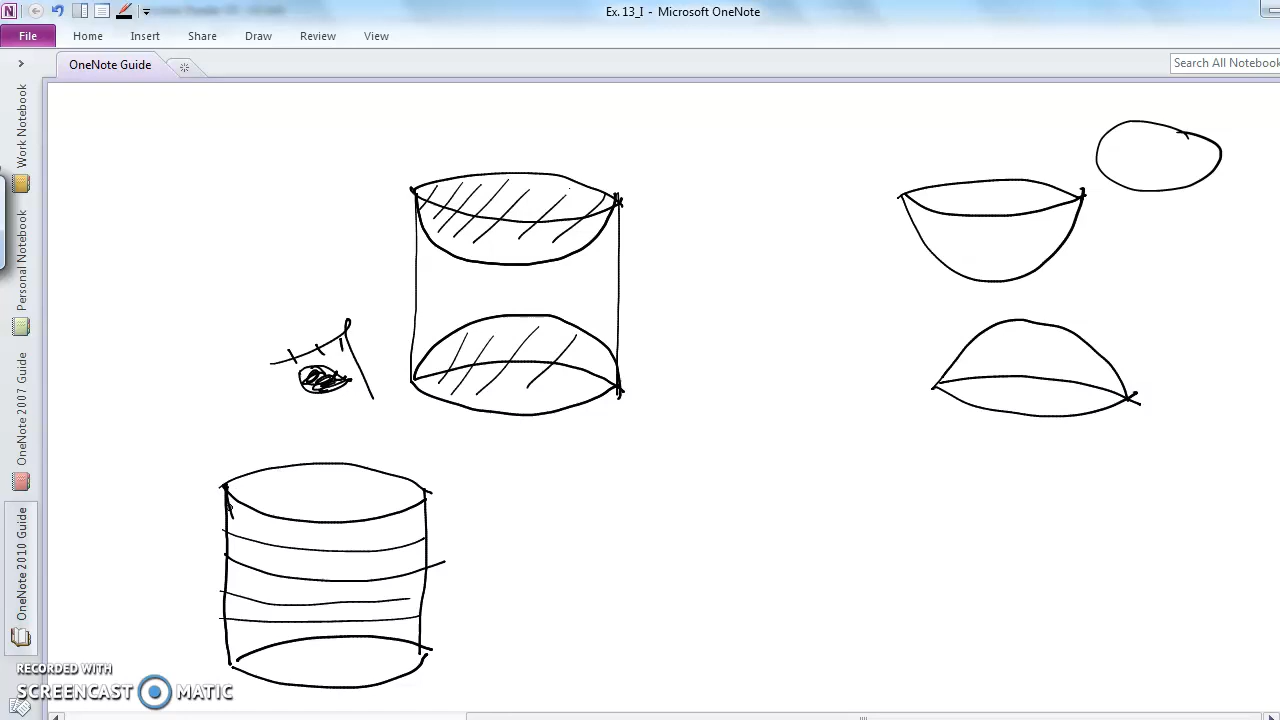 Ex. 13_I - Microsoft OneNote
File Home Insert Share Draw Review View
OneNote Guide
Search All Notebook
Work Notebook
Personal Notebook
OneNote 2007 Guide
OneNote 2010 Guide
RECORDED WITH
SCREENCAST MATIC